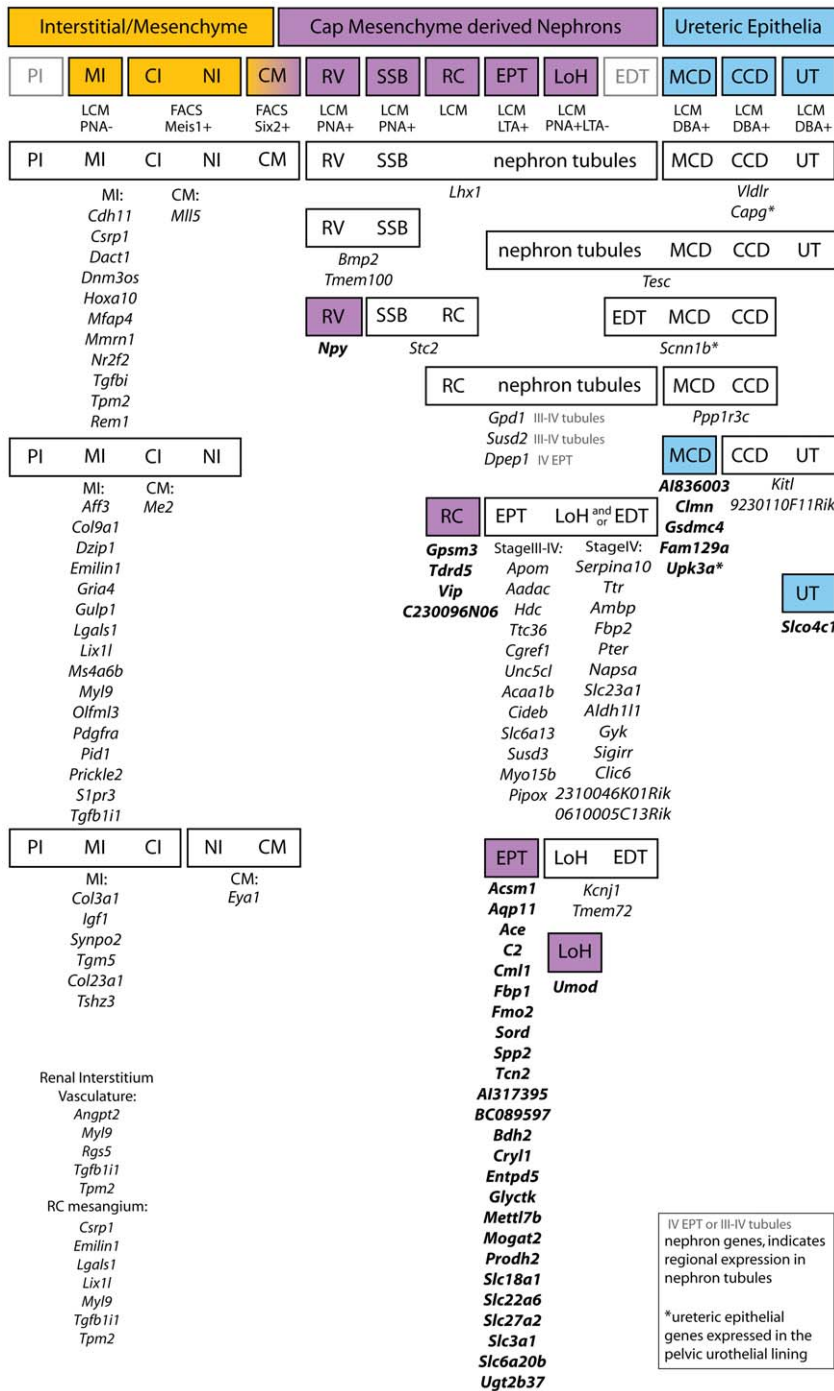 Interstitial/Mesenchyme
Cap Mesenchyme derived Nephrons
Ureteric Epithelia
PI MI CI NI CM RV SSB RC EPT LoH EDT MCD CCD UT
LCM
PNA-
FACS
Meis1+
FACS
Six2+
LCM
PNA+
LCM
PNA+
LCM
LCM
LTA+
LCM
PNA+LTA-
LCM
DBA+
LCM
DBA+
LCM
DBA+
PI MI CI NI CM
MI:
Cdh11
Csrp1
Dact1
Dnm3os
Hoxa10
Mfap4
Mmrn1
Nr2f2
Tgfbi
Tpm2
Rem1
CM:
Mll5
PI MI CI NI
MI:
Aff3
Col9a1
Dzip1
Emilin1
Gria4
Gulp1
Lgals1
Lix1l
Ms4a6b
Myl9
Olfml3
Pdgfra
Pid1
Prickle2
S1pr3
Tgfb1i1
CM:
Me2
PI MI CI
MI:
Col3a1
Igf1
Synpo2
Tgm5
Col23a1
Tshz3
NI CM
CM:
Eya1
Renal Interstitium
Vasculature:
Angpt2
Myl9
Rgs5
Tgfb1i1
Tpm2
RC mesangium:
Csrp1
Emilin1
Lgals1
Lix1l
Myl9
Tgfb1i1
Tpm2
RV SSB nephron tubules
Lhx1
RV SSB
Bmp2
Tmem100
RV
Npy
SSB RC
Stc2
RC nephron tubules
Gpd1 III-IV tubules
Susd2 III-IV tubules
Dpep1 IV EPT
RC
Gpsm3
Tdrd5
Vip
C230096N06
EPT LoH and or EDT
StageIII-IV:
Apom
Aadac
Hdc
Ttc36
Cgref1
Unc5cl
Acaa1b
Cideb
Slc6a13
Susd3
Myo15b
Pipox
StageIV:
Serpina10
Ttr
Ambp
Fbp2
Pter
Napsa
Slc23a1
Aldh1l1
Gyk
Sigirr
Clic6
2310046K01Rik
0610005C13Rik
EPT
Acsm1
Aqp11
Ace
C2
Cml1
Fbp1
Fmo2
Sord
Spp2
Tcn2
AI317395
BC089597
Bdh2
Cryl1
Entpd5
Glyctk
Mettl7b
Mogat2
Prodh2
Slc18a1
Slc22a6
Slc27a2
Slc3a1
Slc6a20b
Ugt2b37
LoH EDT
Kcnj1
Tmem72
LoH
Umod
MCD CCD UT
Vldlr
Capg*
nephron tubules MCD CCD UT
Tesc
EDT MCD CCD
Scnn1b*
MCD CCD
Ppp1r3c
MCD
AI836003
Clmn
Gsdmc4
Fam129a
Upk3a*
CCD UT
Kitl
9230110F11Rik
UT
Slco4c1
IV EPT or III-IV tubules
nephron genes, indicates
regional expression in
nephron tubules
*ureteric epithelial
genes expressed in the
pelvic urothelial lining